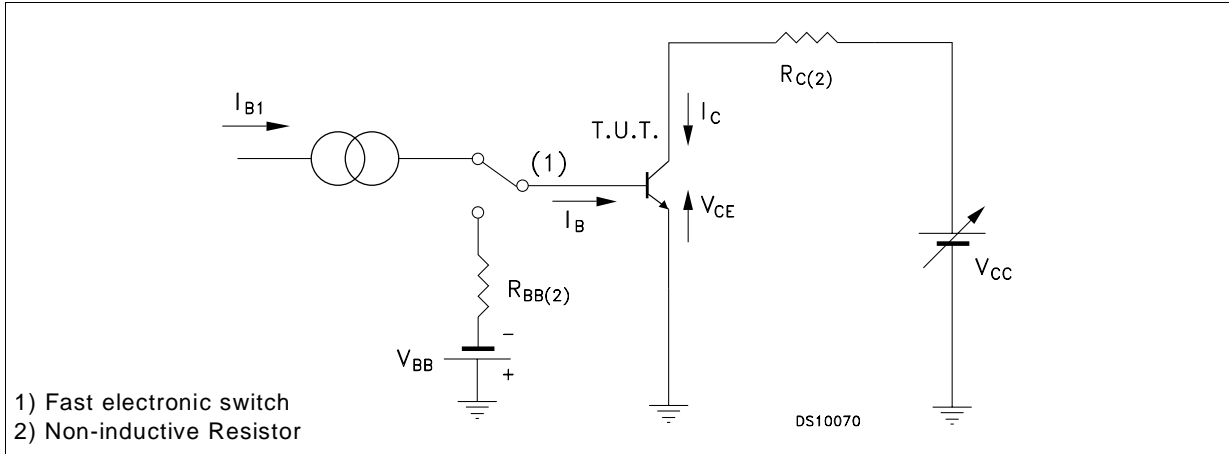 I_B1
R_C(2)
T.U.T.
I_C
(1)
I_B
V_CE
R_BB(2)
V_CC
-
V_BB
+
1) Fast electronic switch
2) Non-inductive Resistor
DS10070